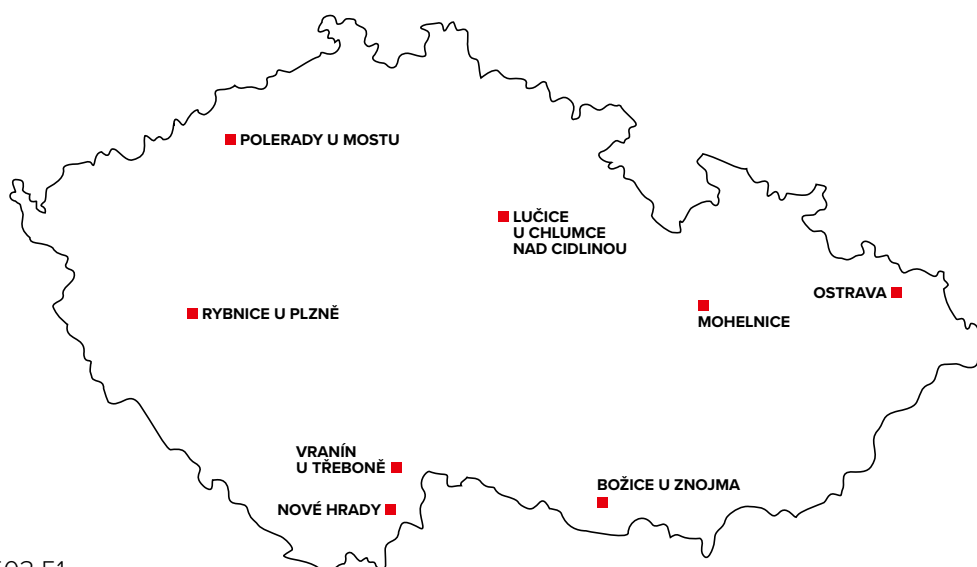 POLERADY U MOSTU
LUČICE
U CHLUMCE
NAD CIDLINOU
OSTRAVA
RYBNICE U PLZNĚ
MOHELNICE
VRANÍN
U TŘEBONĚ
BOŽICE U ZNOJMA
NOVÉ HRADY